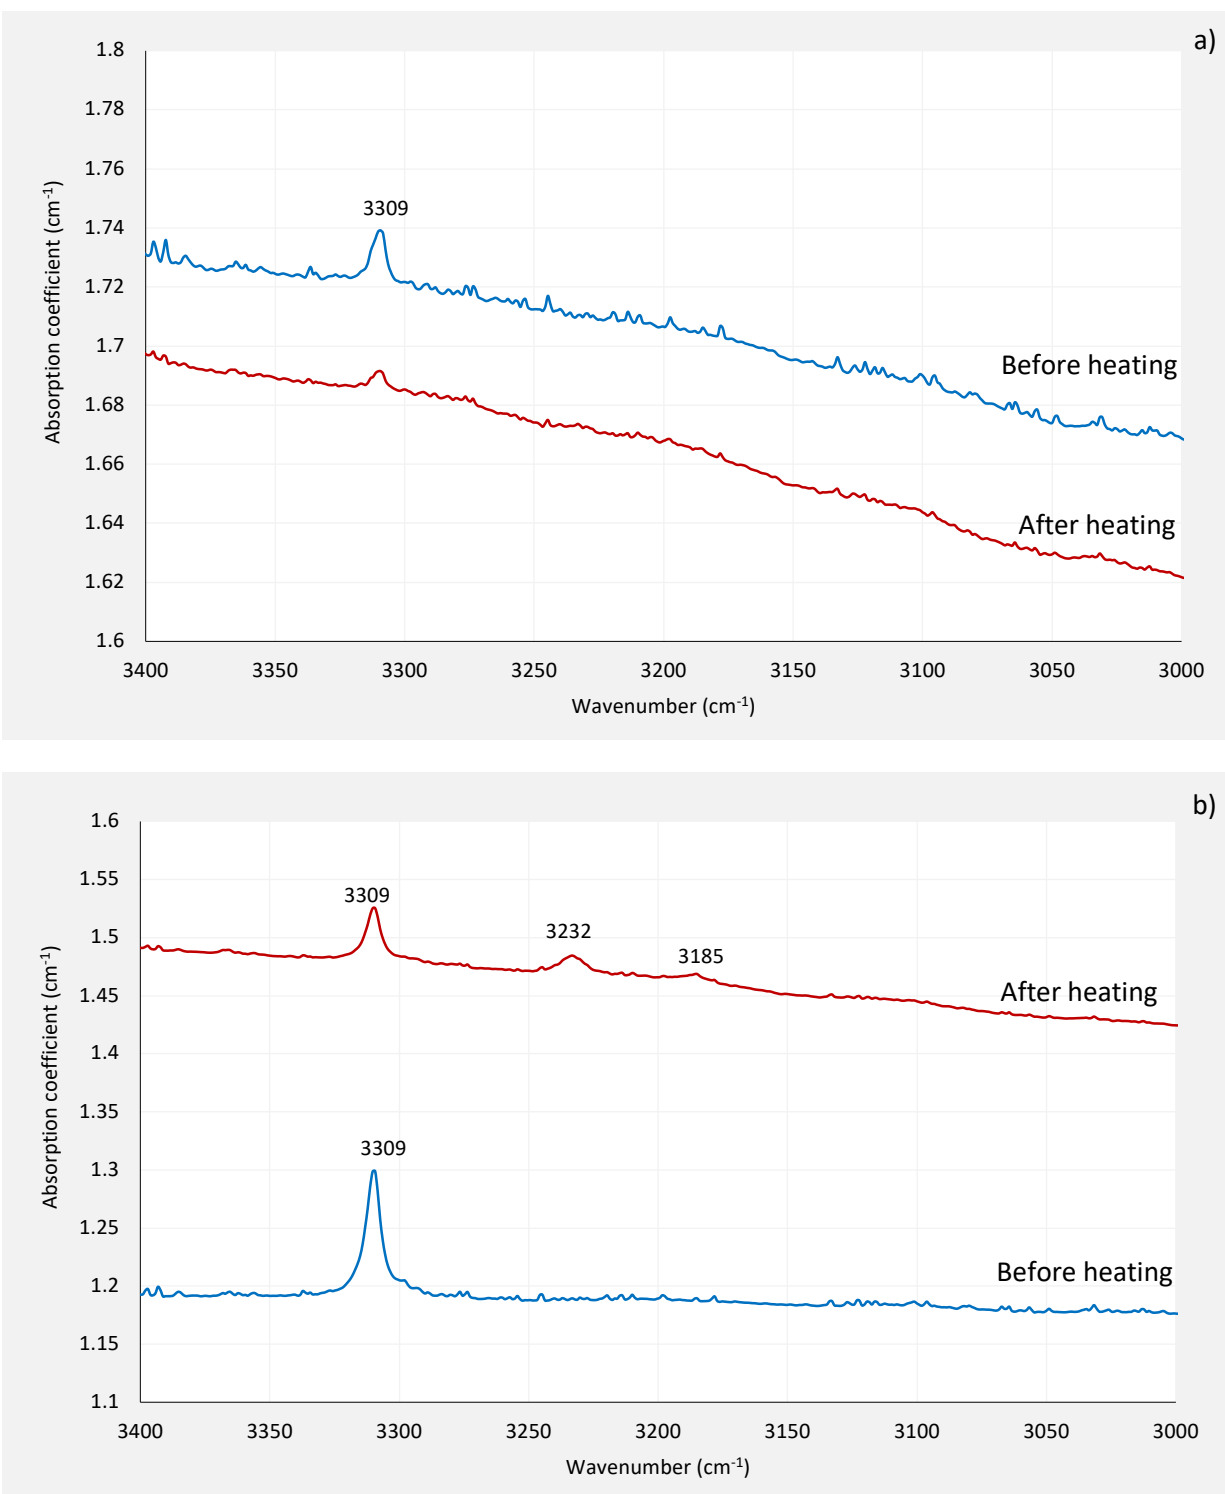 a)
1.8
1.78
1.76
1.74
1.72
1.7
1.68
1.66
1.64
1.62
1.6
Absorption coefficient (cm-1)
3309
Before heating
After heating
3400 3350 3300 3250 3200 3150 3100 3050 3000
Wavenumber (cm-1)
b)
1.6
1.55
1.5
1.45
1.4
1.35
1.3
1.25
1.2
1.15
1.1
Absorption coefficient (cm-1)
3309
3232
3185
After heating
3309
Before heating
3400 3350 3300 3250 3200 3150 3100 3050 3000
Wavenumber (cm-1)